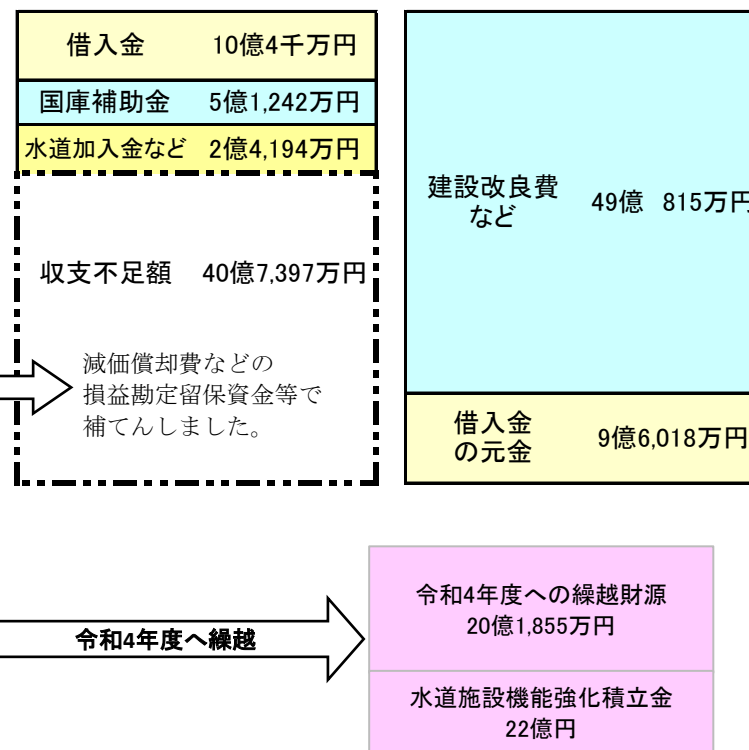 借入金 10億4千万円
国庫補助金 5億1,242万円
水道加入金など 2億4,194万円
収支不足額 40億7,397万円
減価償却費などの
損益勘定留保資金等で
補てんしました。
建設改良費
など
49億 815万円
借入金
の元金
9億6,018万円
令和4年度へ繰越
令和4年度への繰越財源
20億1,855万円
水道施設機能強化積立金
22億円